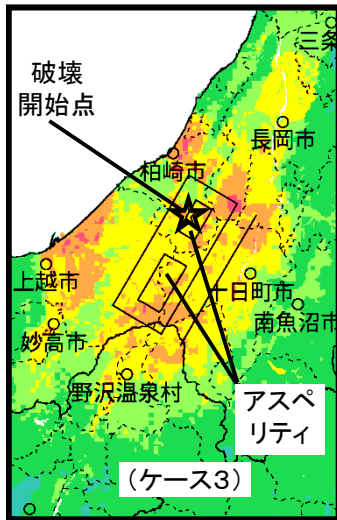 三条
破壊
開始点
長岡市
柏崎市
上越市
十日町市
南魚沼市
妙高市
野沢温泉村
アスペ
リティ
（ケース3）